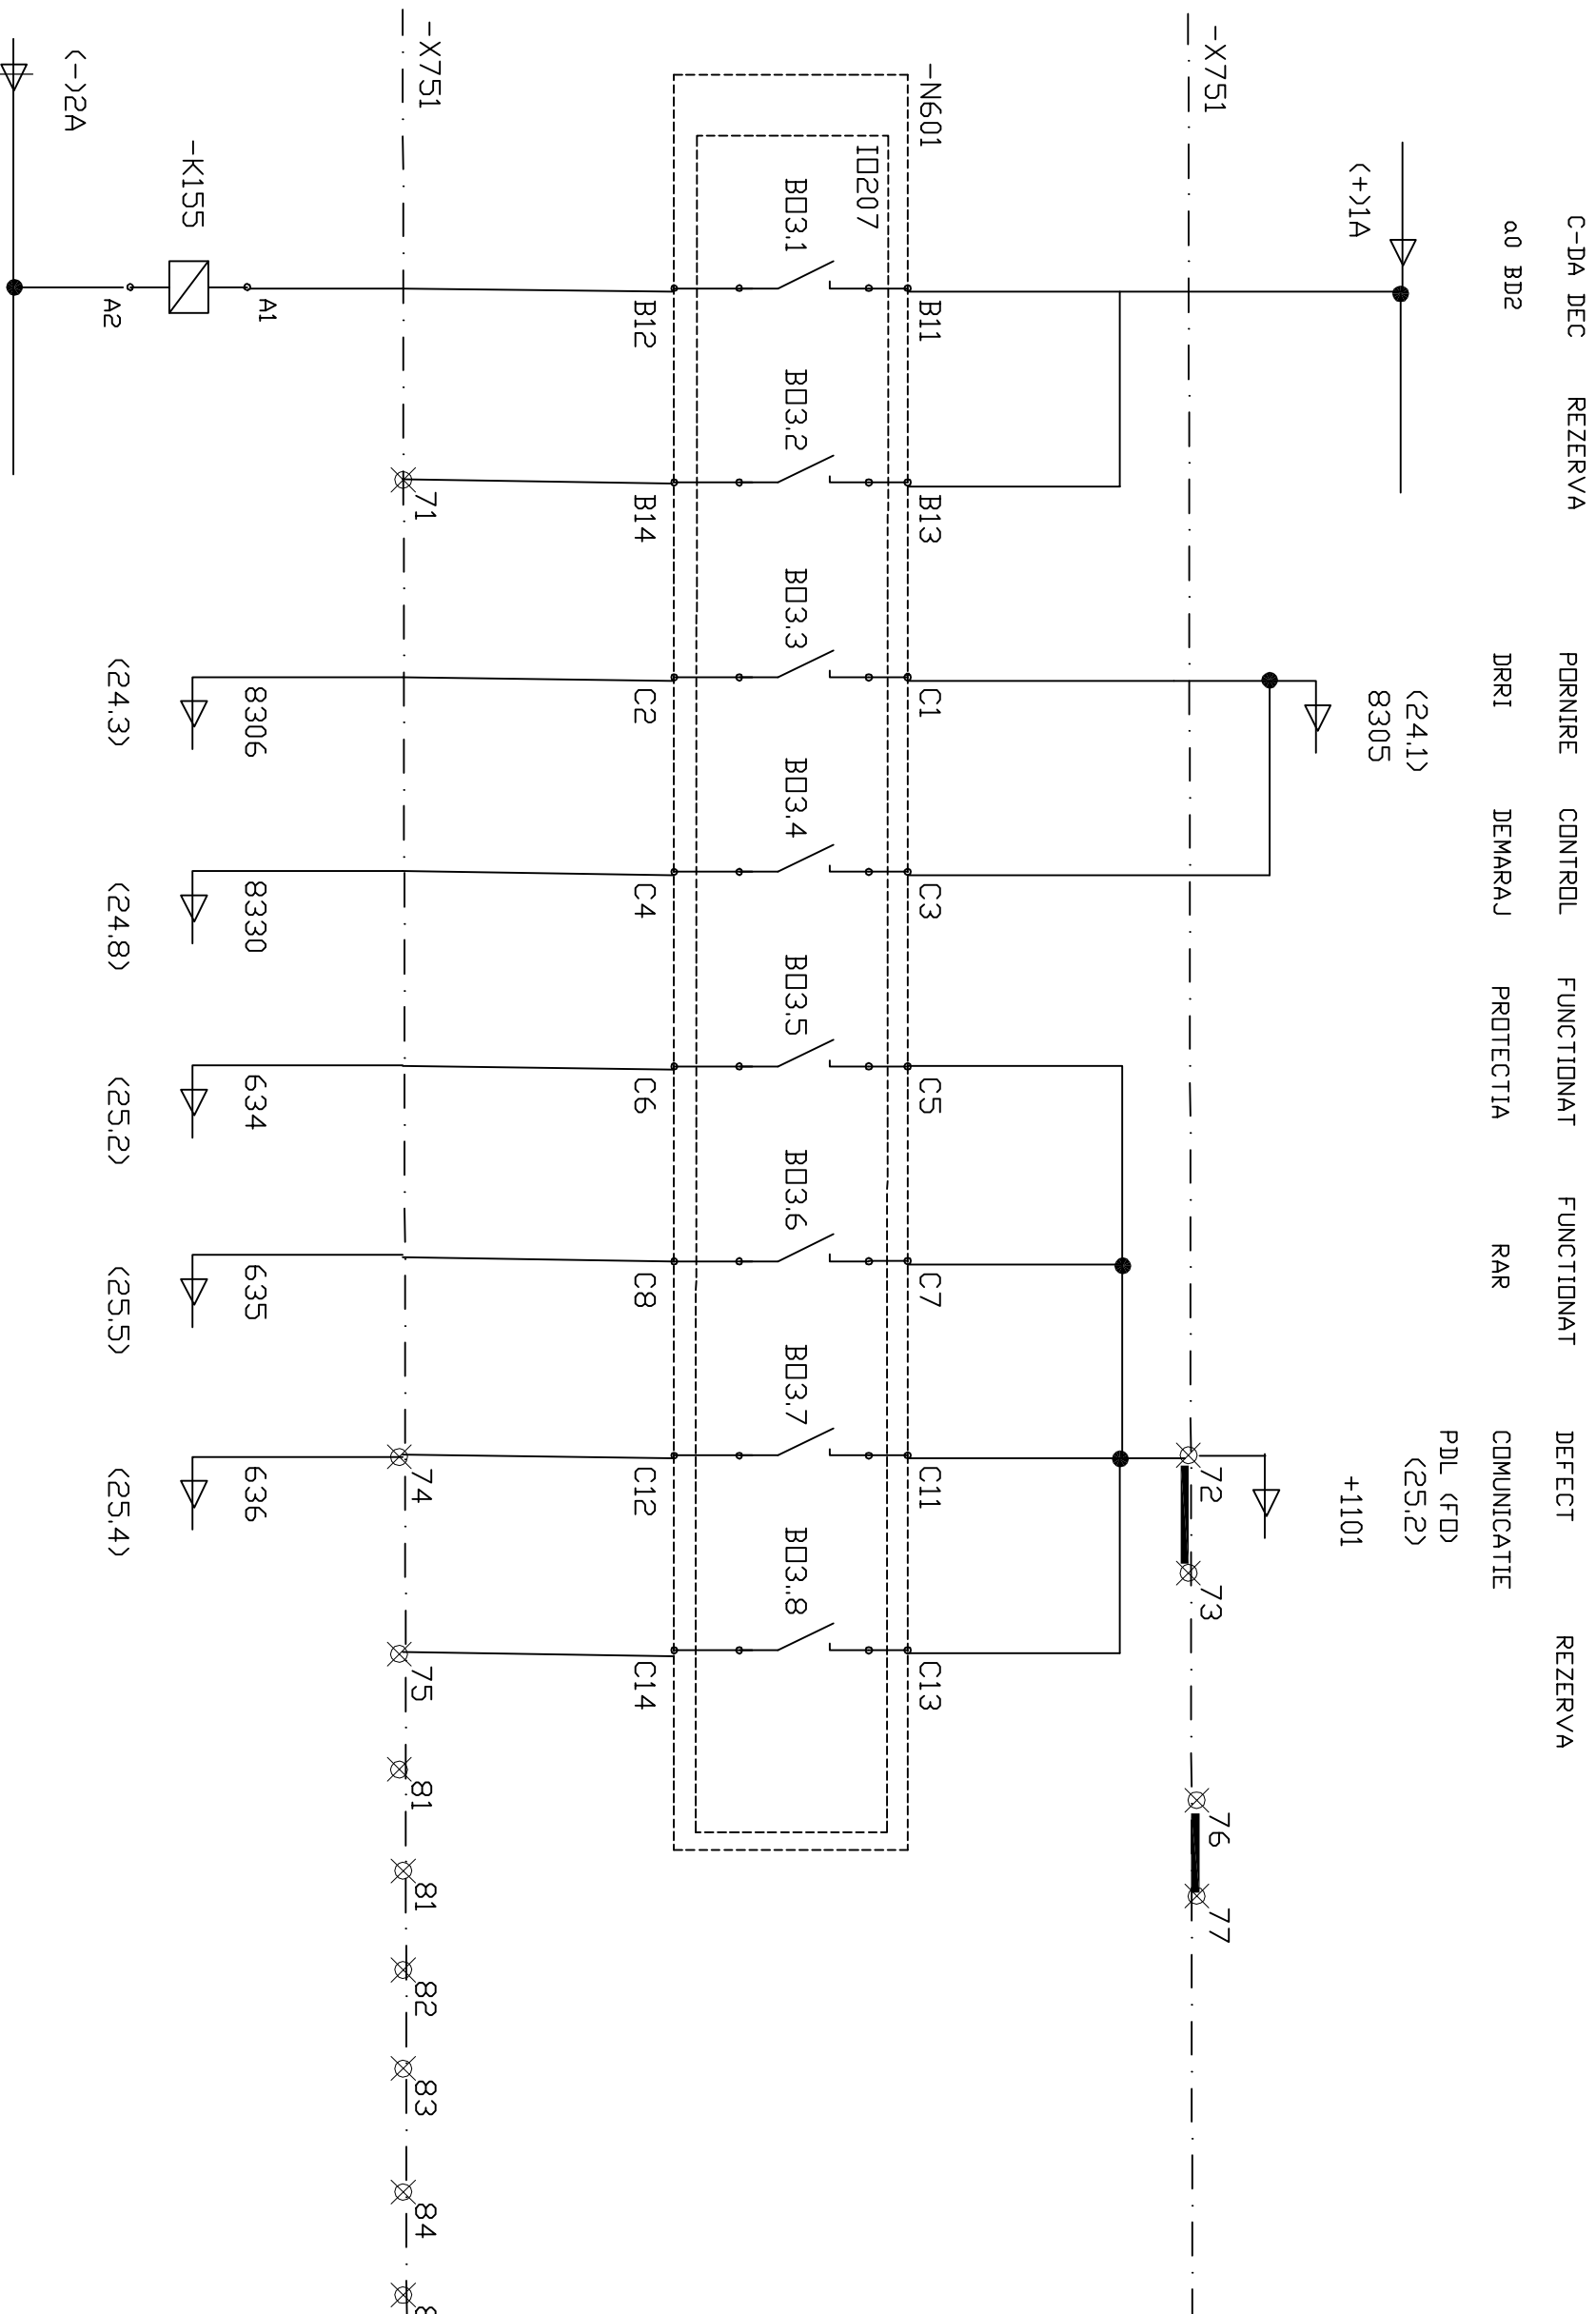 C-DA DEC
a0 BD2
REZERVA
PORNIRE
DRRI
CONTROL
DEMARAJ
FUNCTIONAT
PROTECTIA
FUNCTIONAT
RAR
DEFECT
COMUNICATIE
PDL (FO)
(25.2)
REZERVA
(+)1A
(24.1)
8305
+1101
-X751
72
73
76
77
-N601
B11
B13
C1
C3
C5
C7
C11
C13
IO207
BO3.1
BO3.2
BO3.3
BO3.4
BO3.5
BO3.6
BO3.7
BO3..8
B12
B14
C2
C4
C6
C8
C12
C14
-X751
71
74
75
81
81
82
83
84
A1
-K155
A2
8306
8330
634
635
636
(24.3)
(24.8)
(25.2)
(25.5)
(25.4)
(-)2A